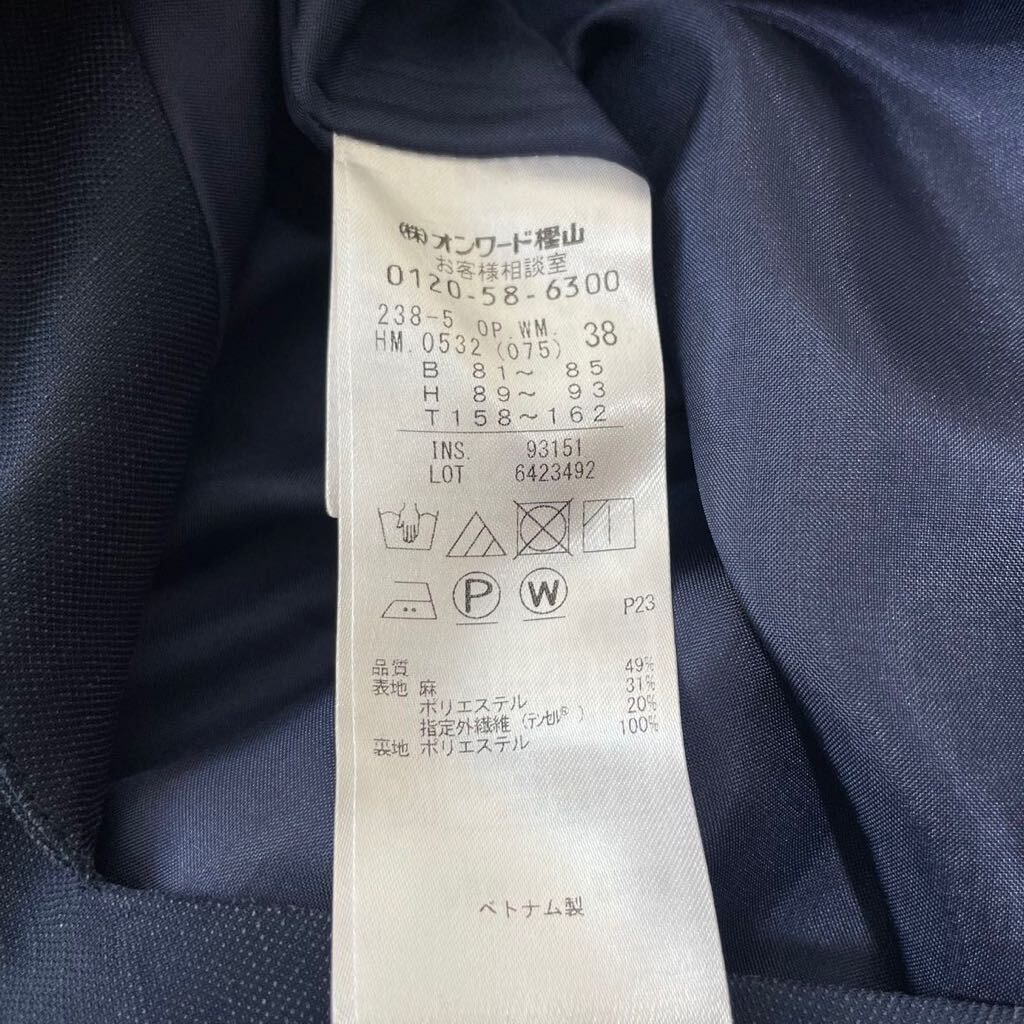 (株)オンワード樫山
お客様相談室
0120-58-6300
238-5 OP.WM. 38
HM.0532 (075)
B 81～ 85
H 89～ 93
T158～162
INS. 93151
LOT 6423492
P W P23
品質
表地 麻 49%
ポリエステル 31%
指定外繊維 (テンセル®) 20%
裏地 ポリエステル 100%
ベトナム製